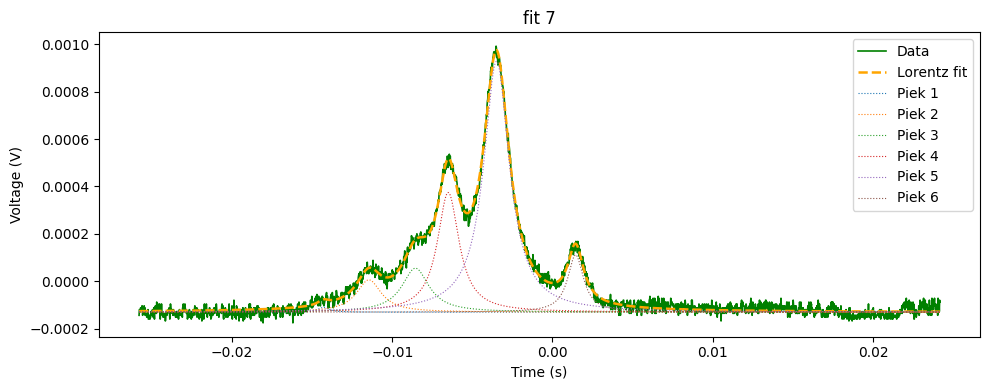 fit 7
Voltage (V)
0.0010
0.0008
0.0006
0.0004
0.0002
0.0000
−0.0002
−0.02
−0.01
0.00
0.01
0.02
Time (s)
Data
Lorentz fit
Piek 1
Piek 2
Piek 3
Piek 4
Piek 5
Piek 6